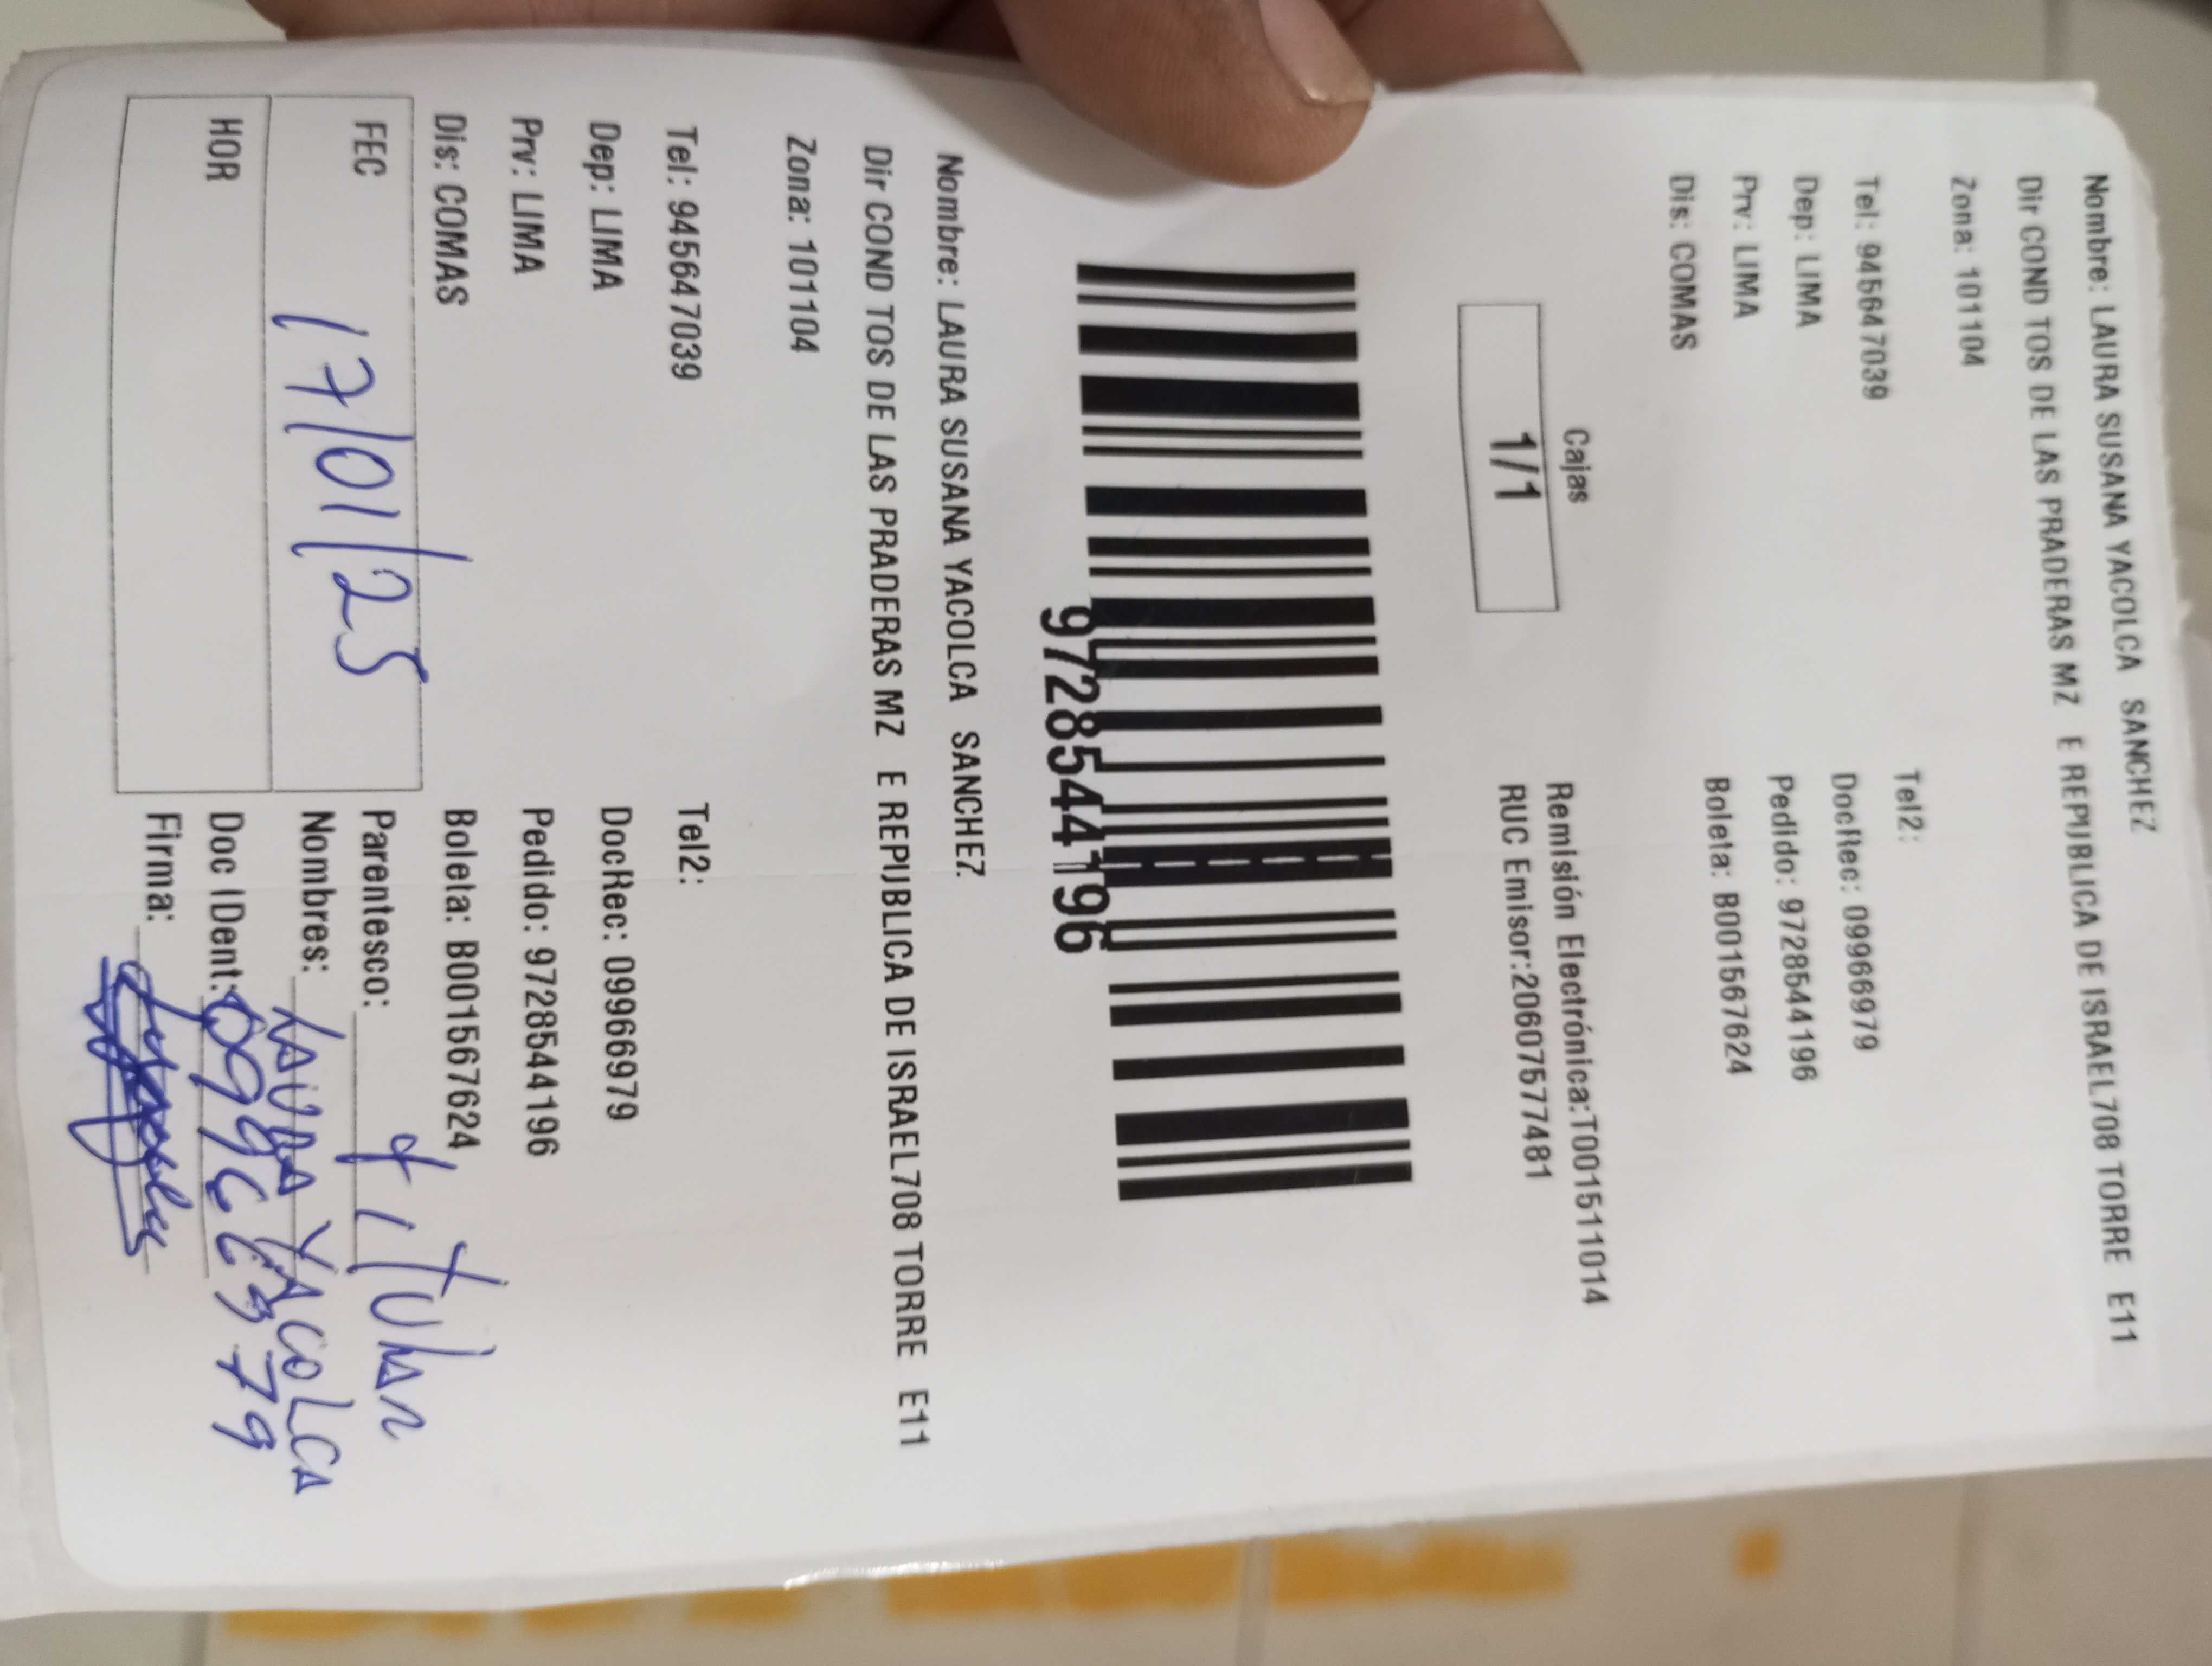 Nombre: LAURA SUSANA YACOLCA SANCHEZ
Dir COND TOS DE LAS PRADERAS MZ E REPUBLICA DE ISRAEL708 TORRE E11
Zona: 101104
Tel: 945647039 Tel2:
Dep: LIMA DocRec: 09966979
Prv: LIMA Pedido: 9728544196
Dis: COMAS Boleta: B001567624
Cajas
1/1
Remisión Electrónica:T001511014
RUC Emisor:20607577481
9728544196
Nombre: LAURA SUSANA YACOLCA SANCHEZ
Dir COND TOS DE LAS PRADERAS MZ E REPUBLICA DE ISRAEL708 TORRE E11
Zona: 101104
Tel: 945647039 Tel2:
Dep: LIMA DocRec: 09966979
Prv: LIMA Pedido: 9728544196
Dis: COMAS Boleta: B001567624
FEC 17/01/25
HOR
Parentesco: titular
Nombres: LAURA YACOLCA
Doc IDent: 09966979
Firma: